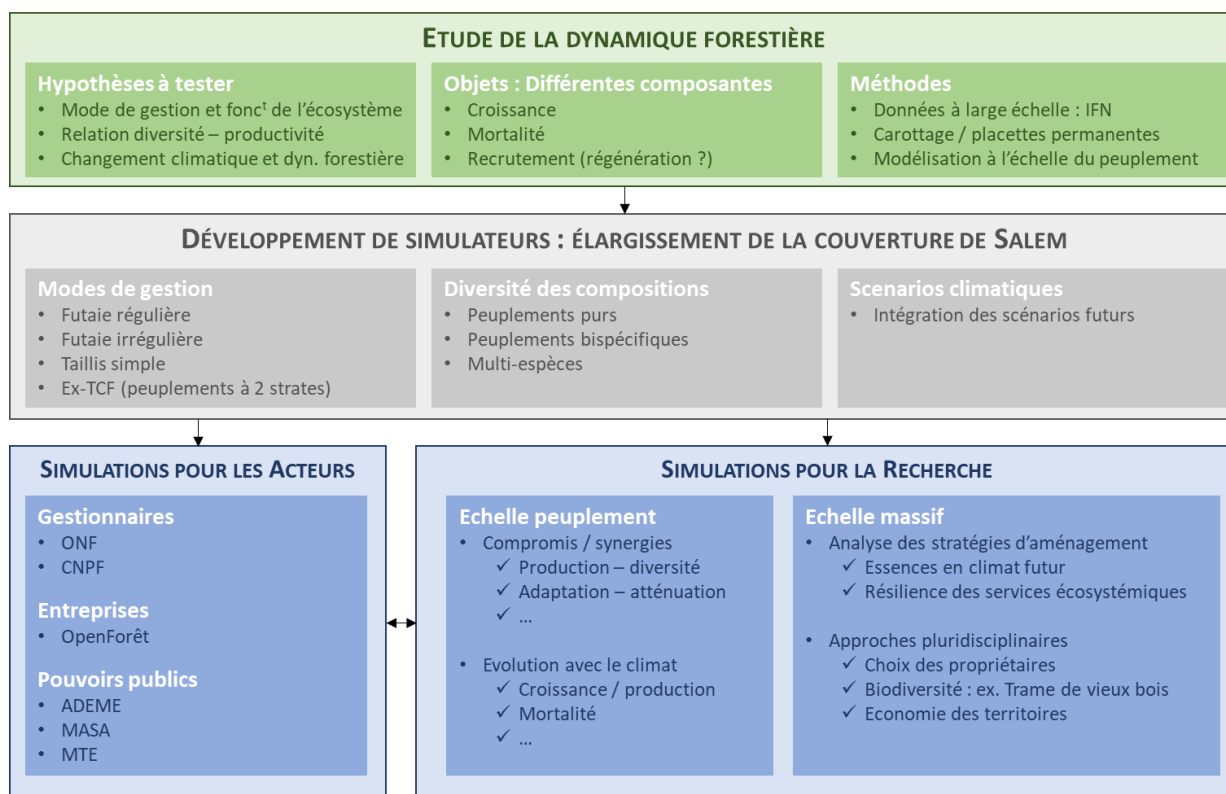 ETUDE DE LA DYNAMIQUE FORESTIÈRE
Hypothèses à tester
• Mode de gestion et foncᵗ de l'écosystème
• Relation diversité – productivité
• Changement climatique et dyn. forestière
Objets : Différentes composantes
• Croissance
• Mortalité
• Recrutement (régénération ?)
Méthodes
• Données à large échelle : IFN
• Carottage / placettes permanentes
• Modélisation à l'échelle du peuplement
DÉVELOPPEMENT DE SIMULATEURS : ÉLARGISSEMENT DE LA COUVERTURE DE SALEM
Modes de gestion
• Futaie régulière
• Futaie irrégulière
• Taillis simple
• Ex-TCF (peuplements à 2 strates)
Diversité des compositions
• Peuplements purs
• Peuplements bispécifiques
• Multi-espèces
Scenarios climatiques
• Intégration des scénarios futurs
SIMULATIONS POUR LES ACTEURS
Gestionnaires
• ONF
• CNPF
Entreprises
• OpenForêt
Pouvoirs publics
• ADEME
• MASA
• MTE
SIMULATIONS POUR LA RECHERCHE
Echelle peuplement
• Compromis / synergies
✓ Production – diversité
✓ Adaptation – atténuation
✓ ...
• Evolution avec le climat
✓ Croissance / production
✓ Mortalité
✓ ...
Echelle massif
• Analyse des stratégies d'aménagement
✓ Essences en climat futur
✓ Résilience des services écosystémiques
• Approches pluridisciplinaires
✓ Choix des propriétaires
✓ Biodiversité : ex. Trame de vieux bois
✓ Economie des territoires